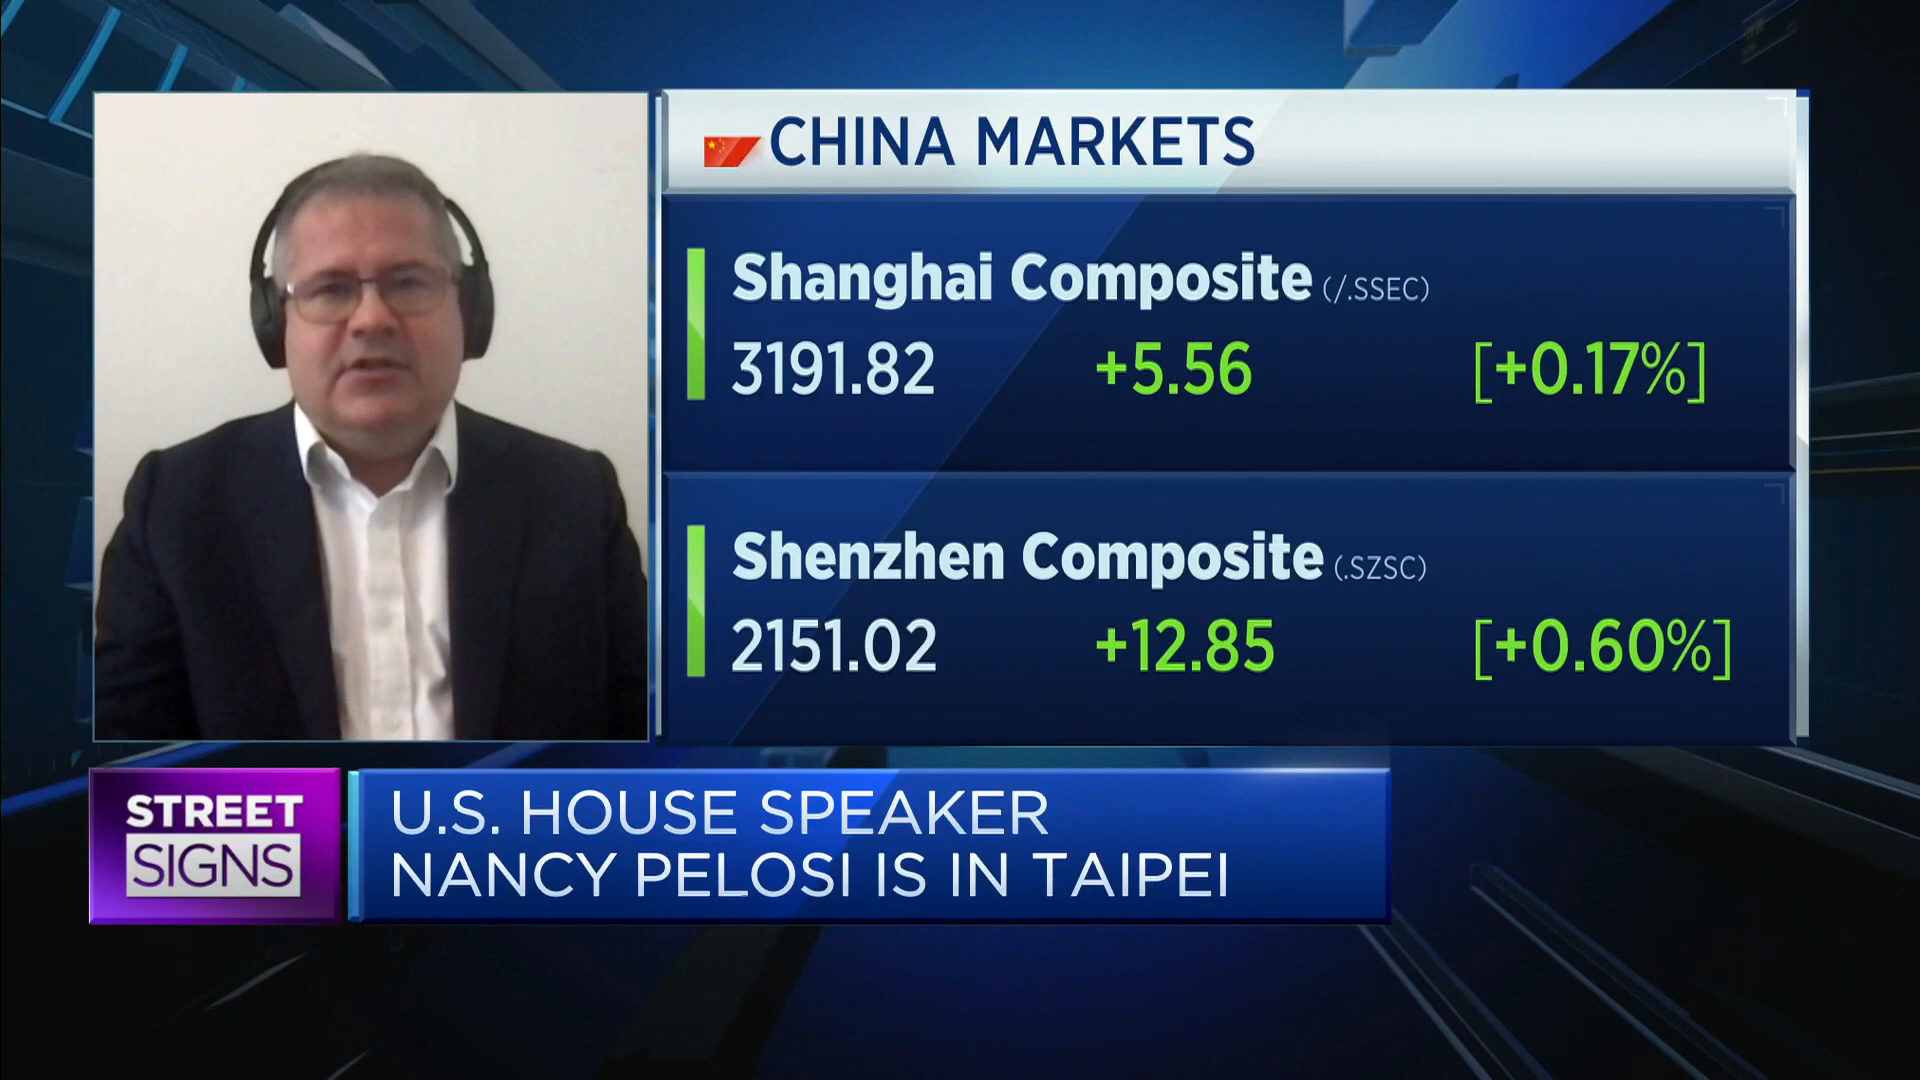 CHINA MARKETS
Shanghai Composite (/.SSEC)
3191.82 +5.56 [+0.17%]
Shenzhen Composite (.SZSC)
2151.02 +12.85 [+0.60%]
STREET
SIGNS
U.S. HOUSE SPEAKER
NANCY PELOSI IS IN TAIPEI